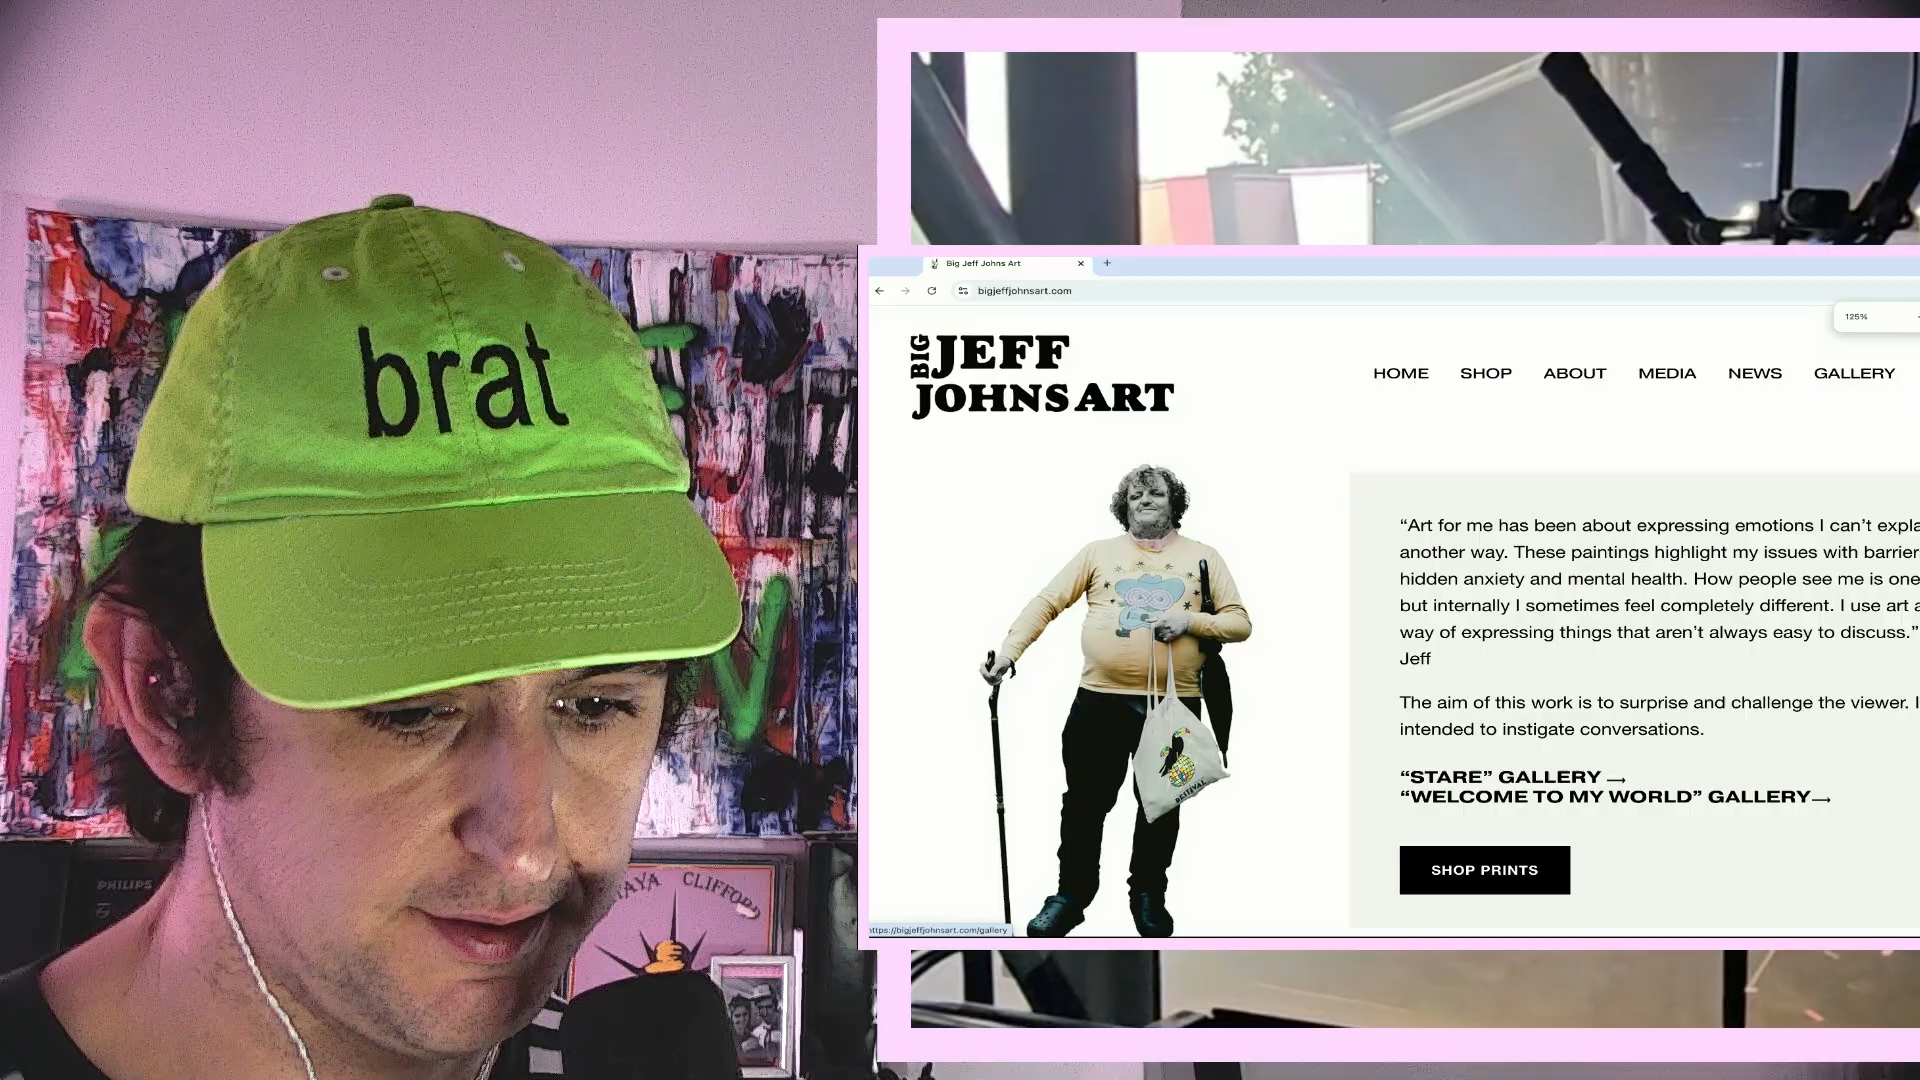 brat
PHILIPS
CLIFFORD
Big Jeff Johns Art
bigjeffjohnsart.com
125%
BIG JEFF
JOHNS ART
HOME SHOP ABOUT MEDIA NEWS GALLERY
“Art for me has been about expressing emotions I can’t expla
another way. These paintings highlight my issues with barrier
hidden anxiety and mental health. How people see me is one
but internally I sometimes feel completely different. I use art a
way of expressing things that aren’t always easy to discuss.”
Jeff
The aim of this work is to surprise and challenge the viewer. I
intended to instigate conversations.
“STARE” GALLERY →
“WELCOME TO MY WORLD” GALLERY→
SHOP PRINTS
BESTIVAL
https://bigjeffjohnsart.com/gallery